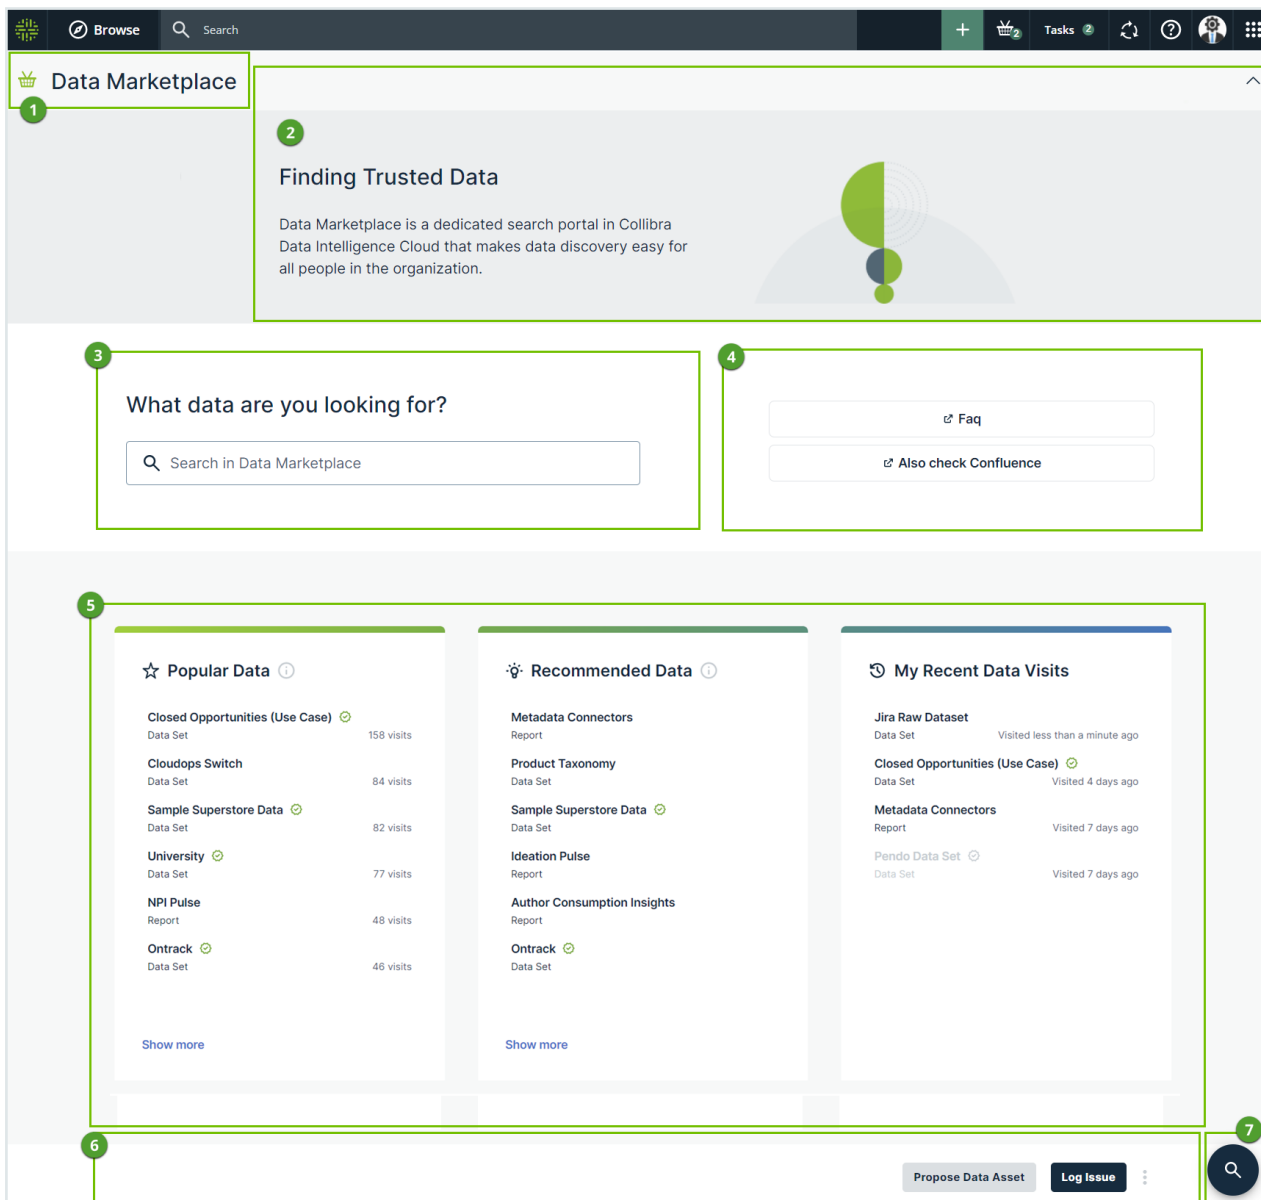 Browse
Search
2
Tasks 2
Data Marketplace
1
2
Finding Trusted Data
Data Marketplace is a dedicated search portal in Collibra
Data Intelligence Cloud that makes data discovery easy for
all people in the organization.
3
What data are you looking for?
Search in Data Marketplace
4
Faq
Also check Confluence
5
Popular Data
Closed Opportunities (Use Case)
Data Set 158 visits
Cloudops Switch
Data Set 84 visits
Sample Superstore Data
Data Set 82 visits
University
Data Set 77 visits
NPI Pulse
Report 48 visits
Ontrack
Data Set 46 visits
Show more
Recommended Data
Metadata Connectors
Report
Product Taxonomy
Data Set
Sample Superstore Data
Data Set
Ideation Pulse
Report
Author Consumption Insights
Report
Ontrack
Data Set
Show more
My Recent Data Visits
Jira Raw Dataset
Data Set Visited less than a minute ago
Closed Opportunities (Use Case)
Data Set Visited 4 days ago
Metadata Connectors
Report Visited 7 days ago
Pendo Data Set
Data Set Visited 7 days ago
6
Propose Data Asset
Log Issue
7